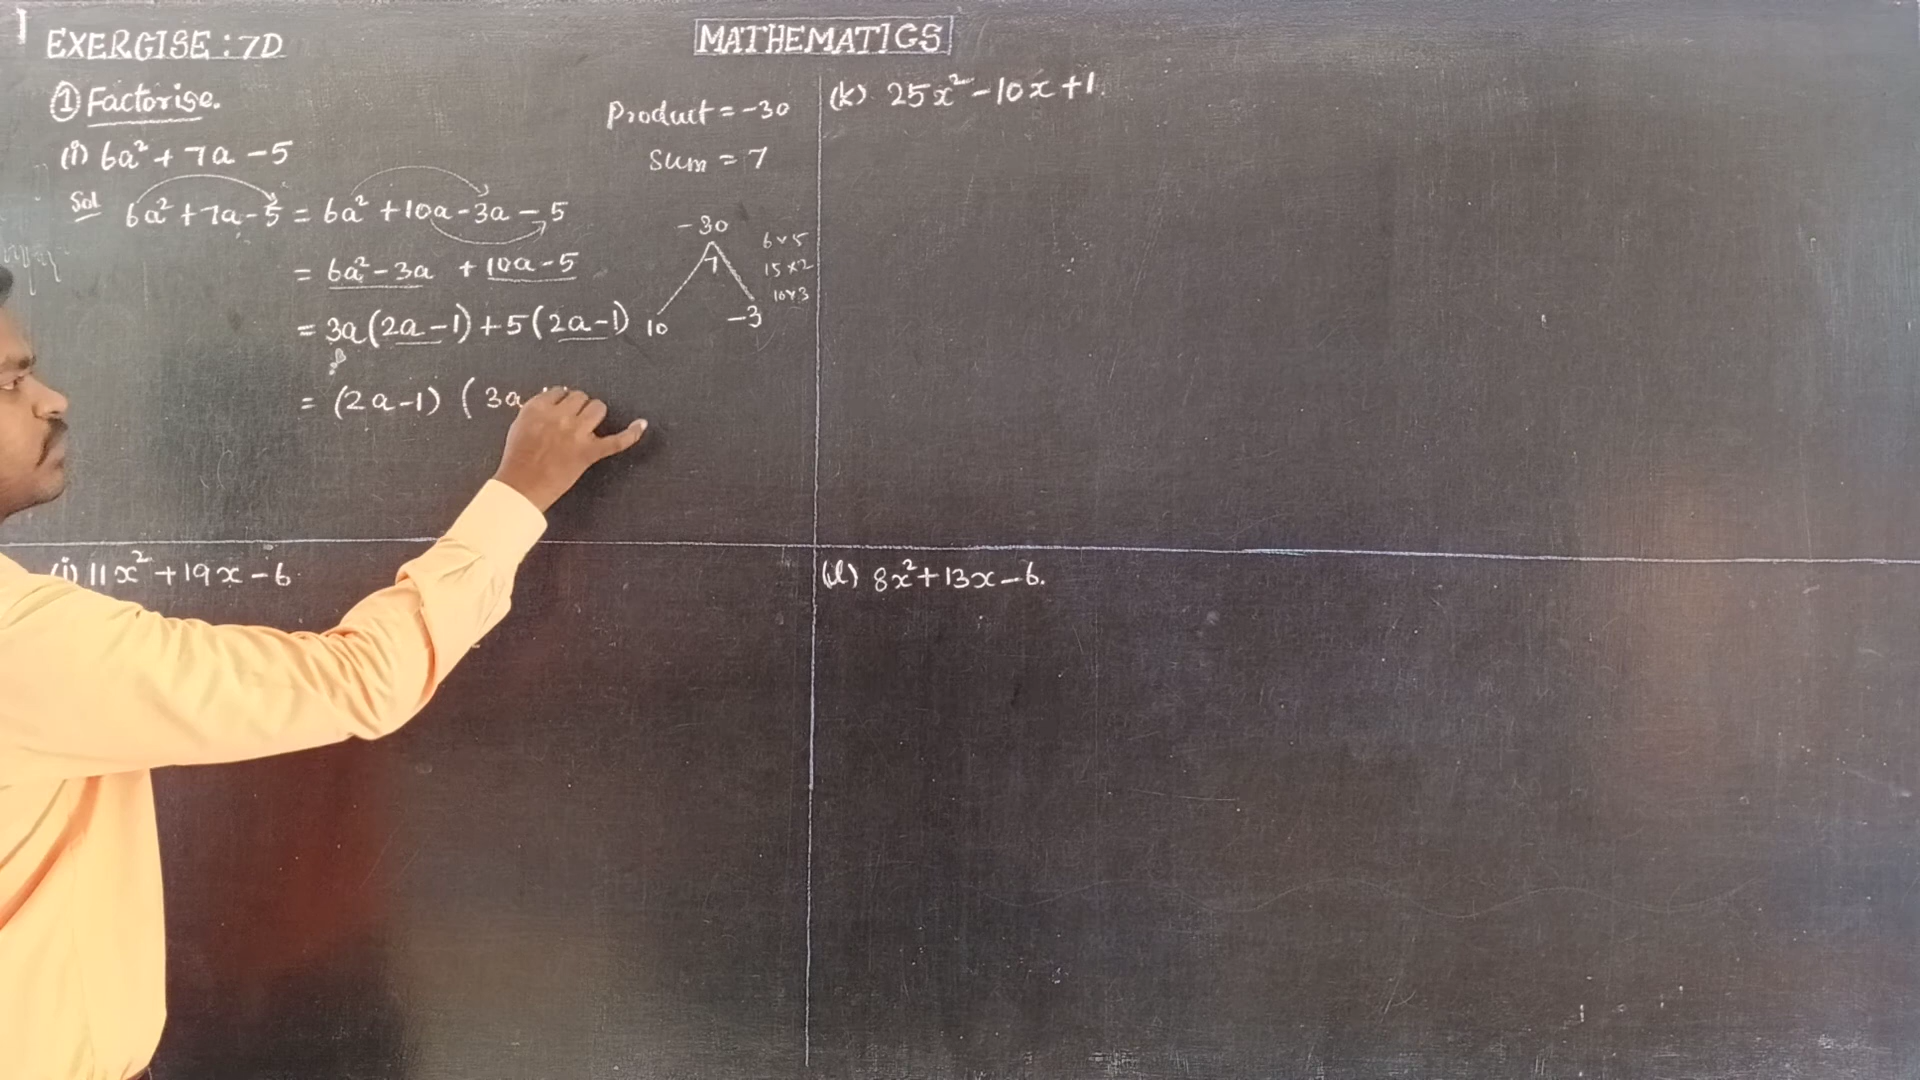 EXERCISE : 7D
MATHEMATICS
① Factorise.
(i) 6a² + 7a - 5
Sol 6a² + 7a - 5 = 6a² + 10a - 3a - 5
= 6a² - 3a + 10a - 5
= 3a(2a - 1) + 5(2a - 1)
= (2a - 1) (3a
Product = -30
Sum = 7
-30
7
10 -3
6 × 5
15 × 2
10 × 3
(k) 25x² - 10x + 1.
(j) 11x² + 19x - 6.
(l) 8x² + 13x - 6.